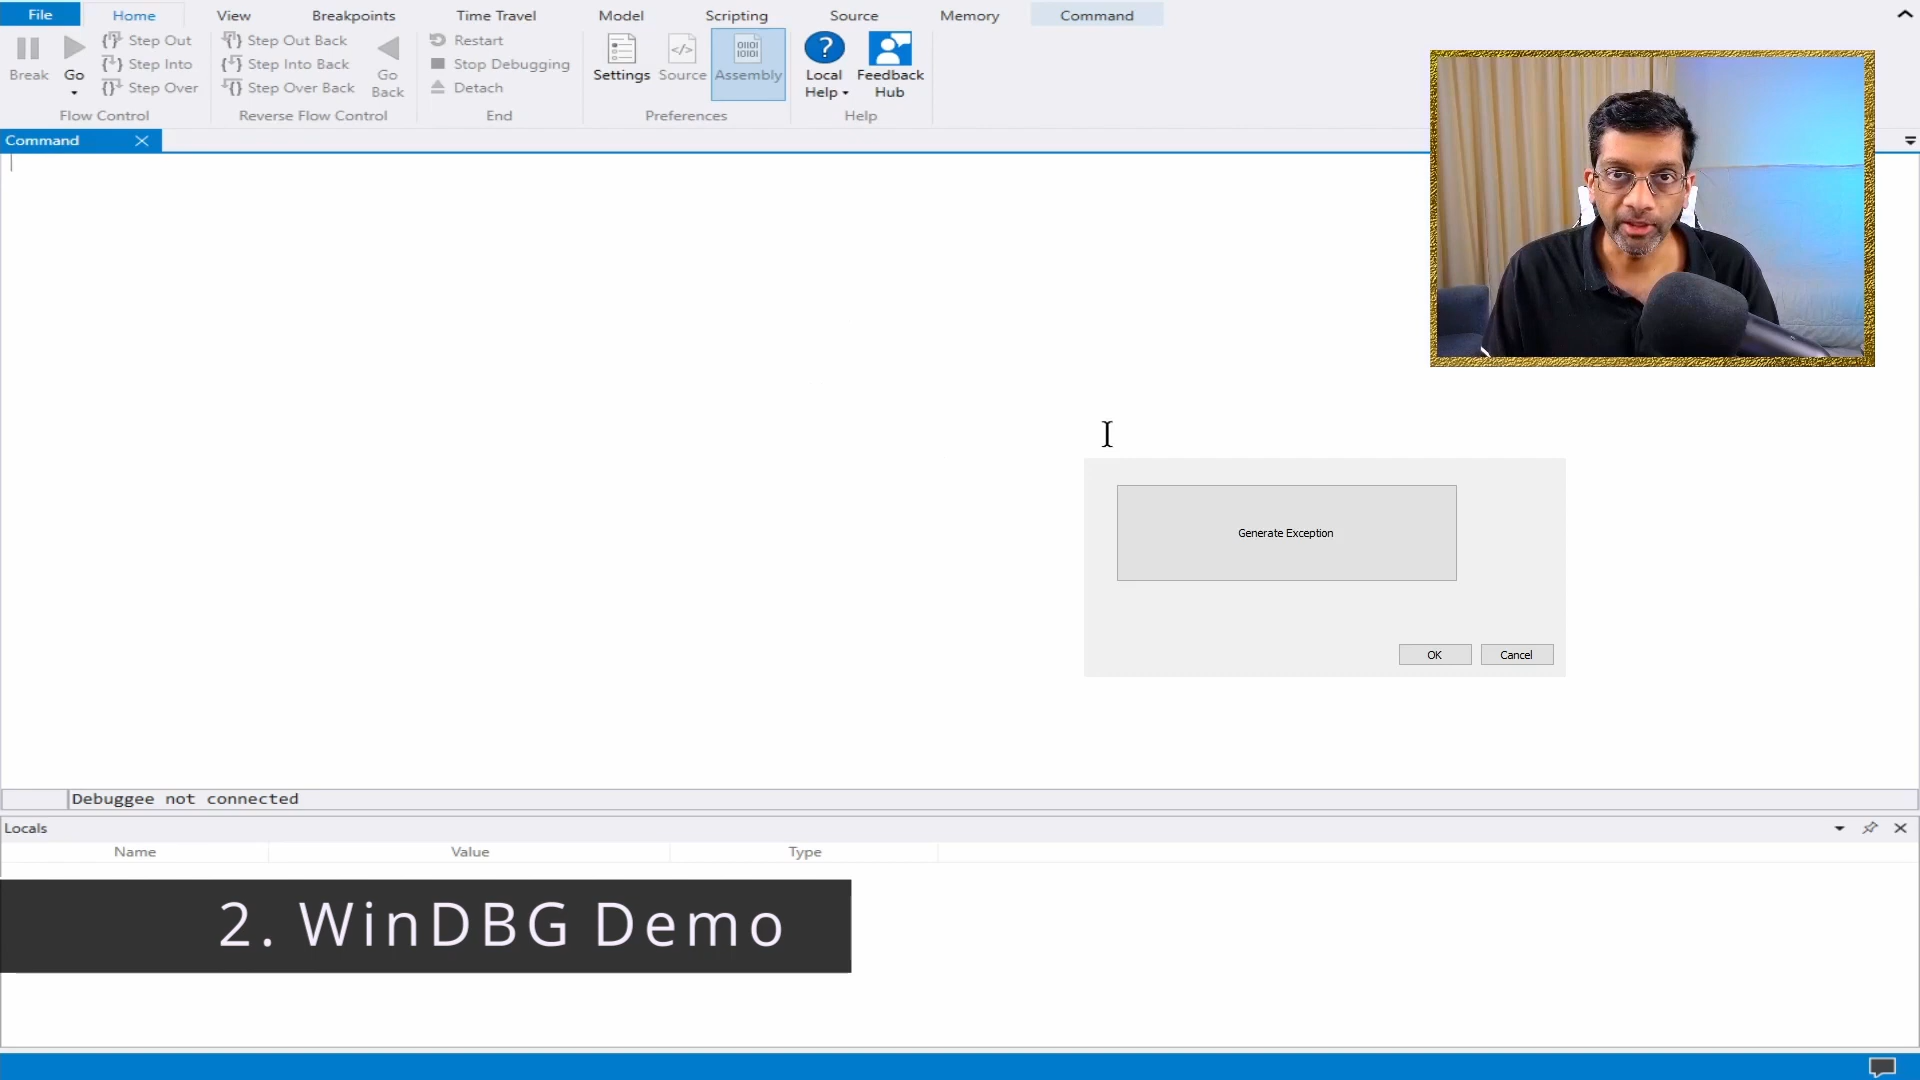 File Home View Breakpoints Time Travel Model Scripting Source Memory Command
Break
Go
Step Out
Step Into
Step Over
Flow Control
Step Out Back
Step Into Back
Step Over Back
Go Back
Reverse Flow Control
Restart
Stop Debugging
Detach
End
Settings Source Assembly
Preferences
Local Help
Feedback Hub
Help
Command
Generate Exception
OK Cancel
Debuggee not connected
Locals
Name Value Type
2. WinDBG Demo